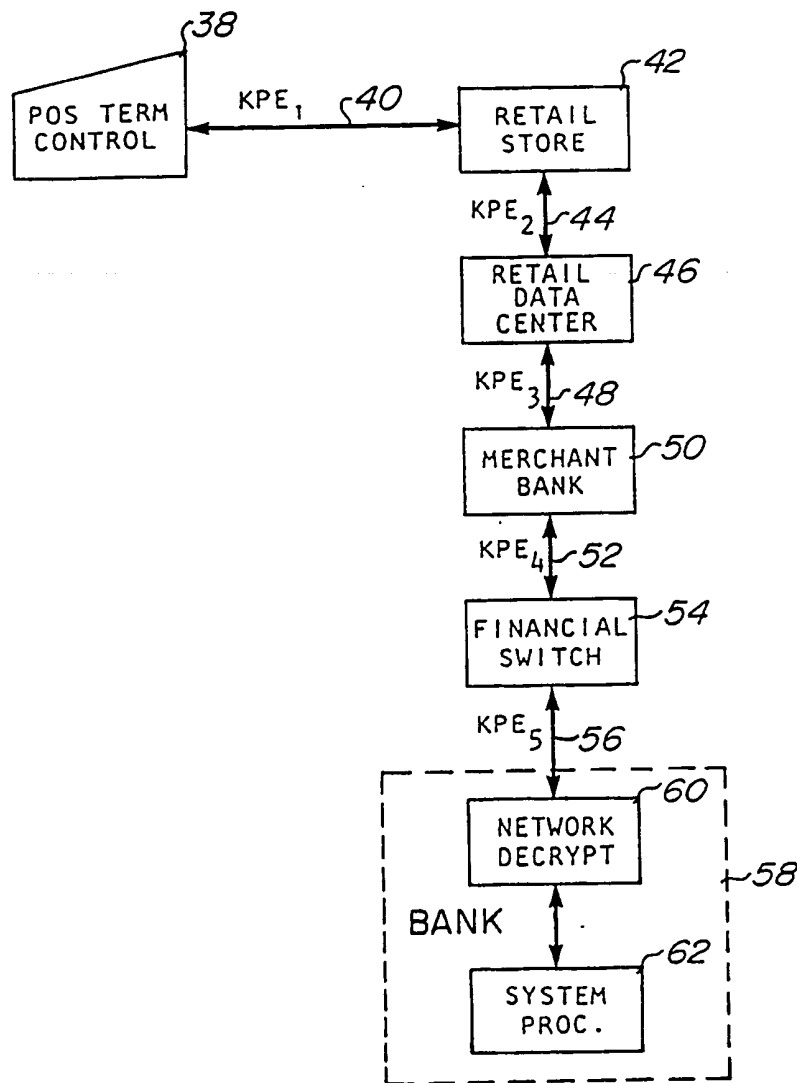 38
POS TERM
CONTROL
KPE1
40
42
RETAIL
STORE
KPE2
44
RETAIL
DATA
CENTER
46
KPE3
48
MERCHANT
BANK
50
KPE4
52
FINANCIAL
SWITCH
54
KPE5
56
60
NETWORK
DECRYPT
58
BANK
62
SYSTEM
PROC.